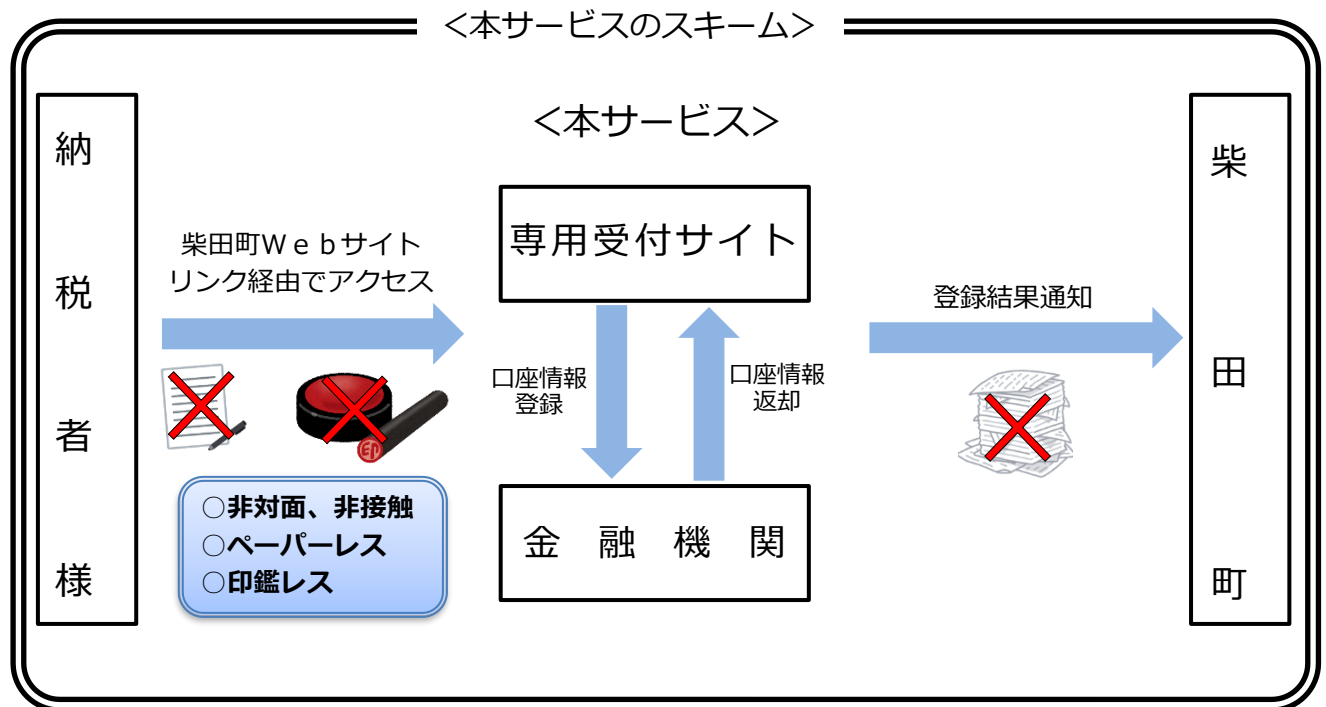 ＜本サービスのスキーム＞
納税者様
柴田町Ｗｅｂサイト
リンク経由でアクセス
○非対面、非接触
○ペーパーレス
○印鑑レス
＜本サービス＞
専用受付サイト
口座情報
登録
口座情報
返却
金融機関
登録結果通知
柴田町